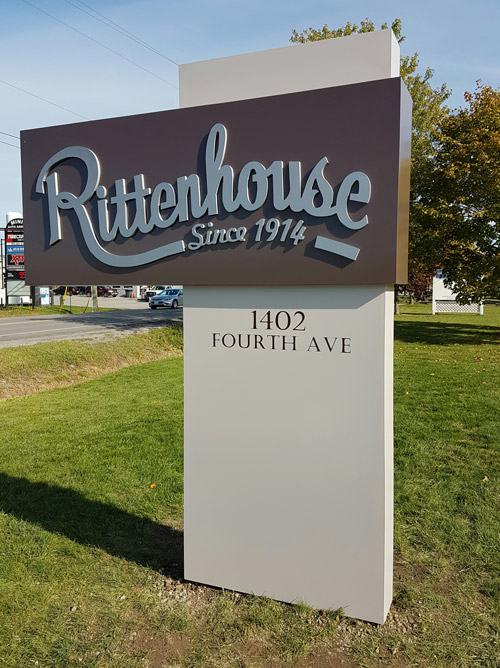 Rittenhouse
Since 1914
1402
FOURTH AVE